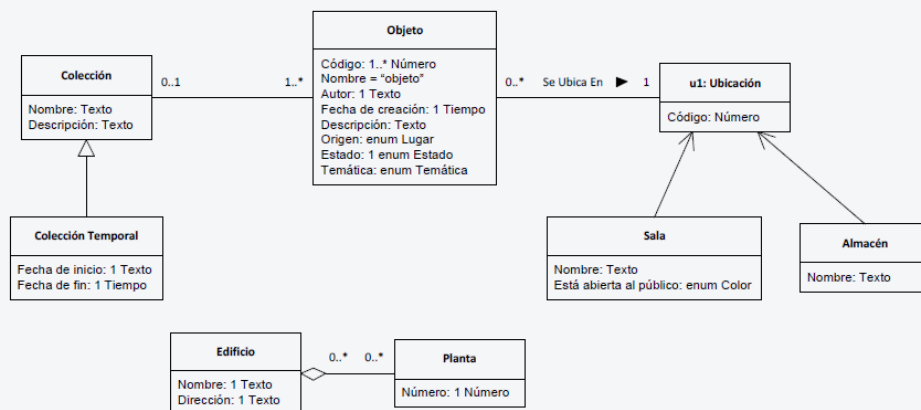 Objeto
Código: 1..* Número
Nombre = “objeto”
Autor: 1 Texto
Fecha de creación: 1 Tiempo
Descripción: Texto
Origen: enum Lugar
Estado: 1 enum Estado
Temática: enum Temática
Colección
Nombre: Texto
Descripción: Texto
0..1
1..*
0..*
Se Ubica En
1
u1: Ubicación
Código: Número
Colección Temporal
Fecha de inicio: 1 Texto
Fecha de fin: 1 Tiempo
Sala
Nombre: Texto
Está abierta al público: enum Color
Almacén
Nombre: Texto
Edificio
Nombre: 1 Texto
Dirección: 1 Texto
0..*
0..*
Planta
Número: 1 Número